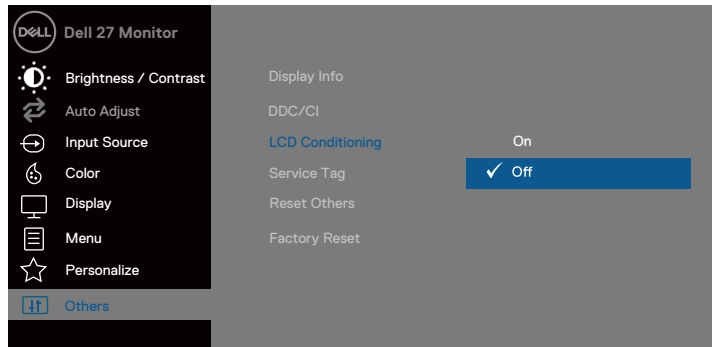 DELL Dell 27 Monitor
Brightness / Contrast
Auto Adjust
Input Source
Color
Display
Menu
Personalize
Others
Display Info
DDC/CI
LCD Conditioning
Service Tag
Reset Others
Factory Reset
On
Off